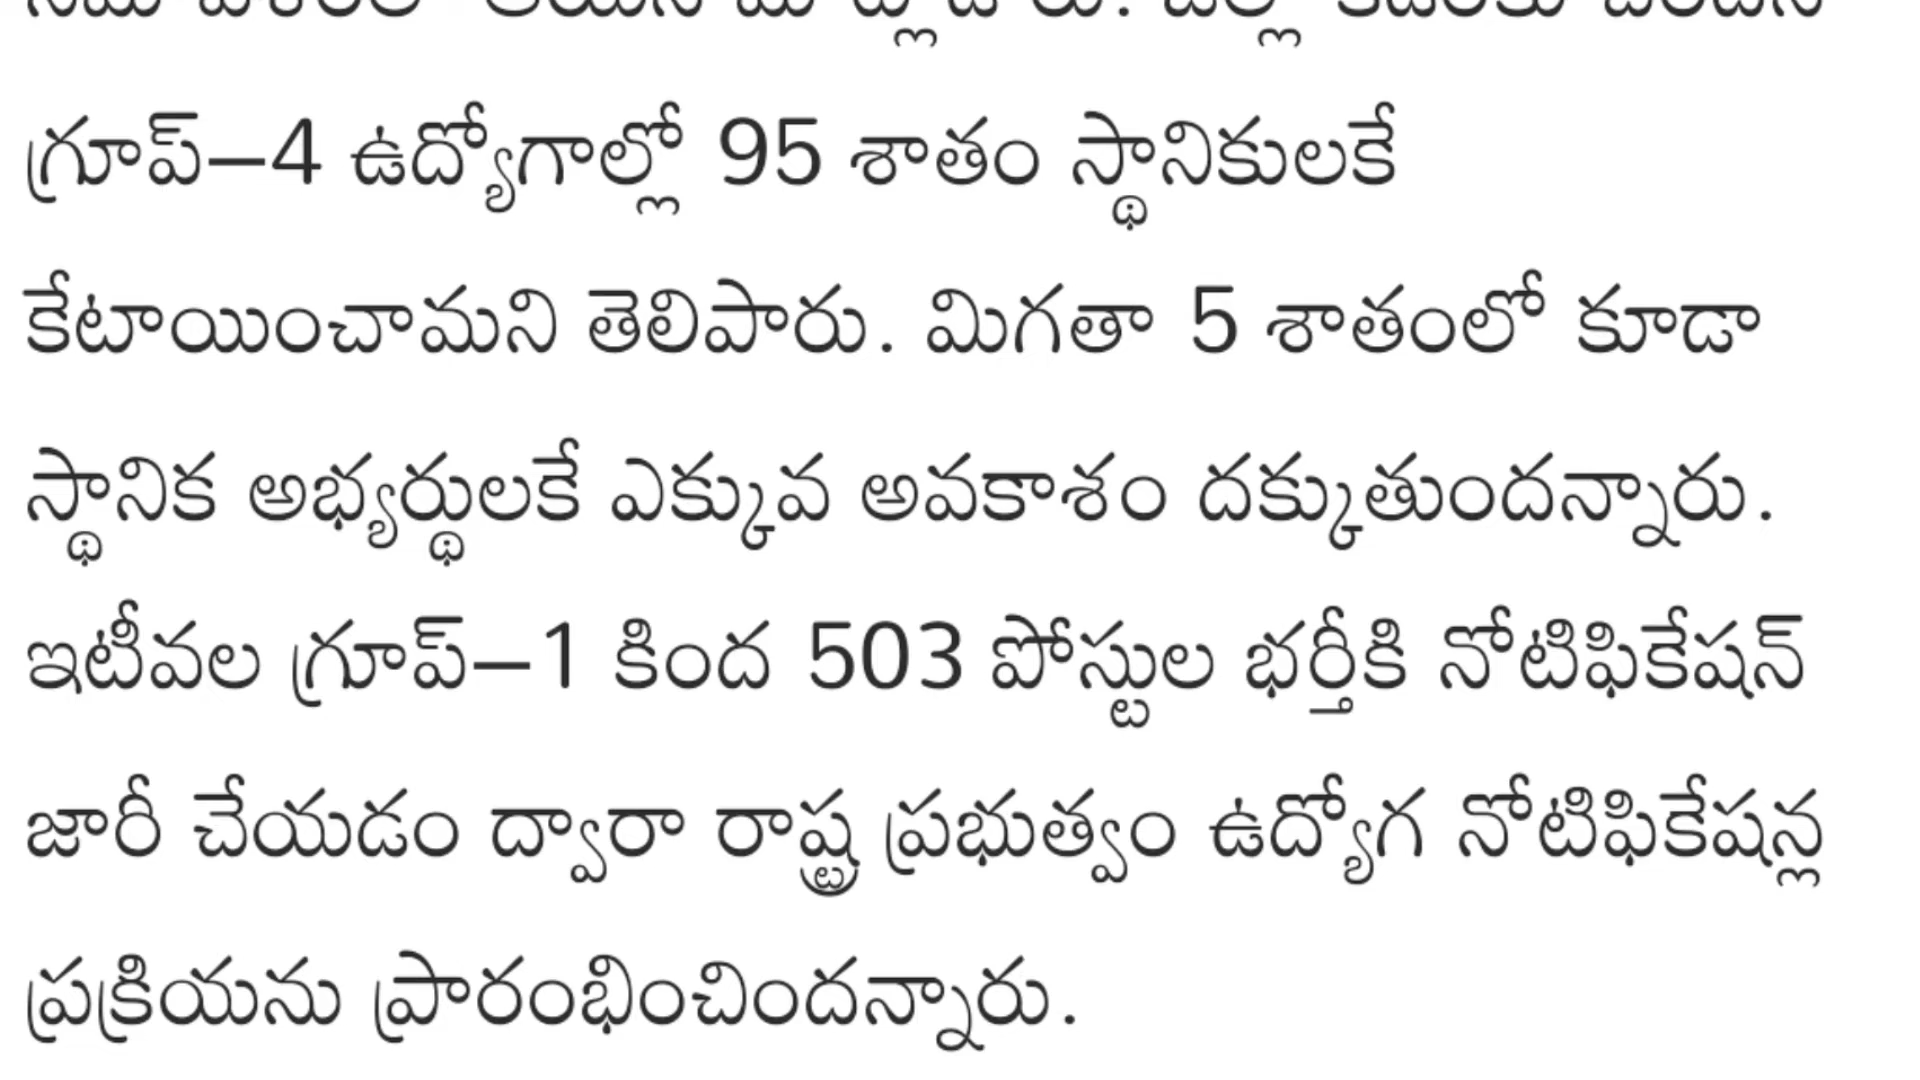 గ్రూప్–4 ఉద్యోగాల్లో 95 శాతం స్థానికులకే
కేటాయించామని తెలిపారు. మిగతా 5 శాతంలో కూడా
స్థానిక అభ్యర్థులకే ఎక్కువ అవకాశం దక్కుతుందన్నారు.
ఇటీవల గ్రూప్–1 కింద 503 పోస్టుల భర్తీకి నోటిఫికేషన్
జారీ చేయడం ద్వారా రాష్ట్ర ప్రభుత్వం ఉద్యోగ నోటిఫికేషన్ల
ప్రక్రియను ప్రారంభించిందన్నారు.